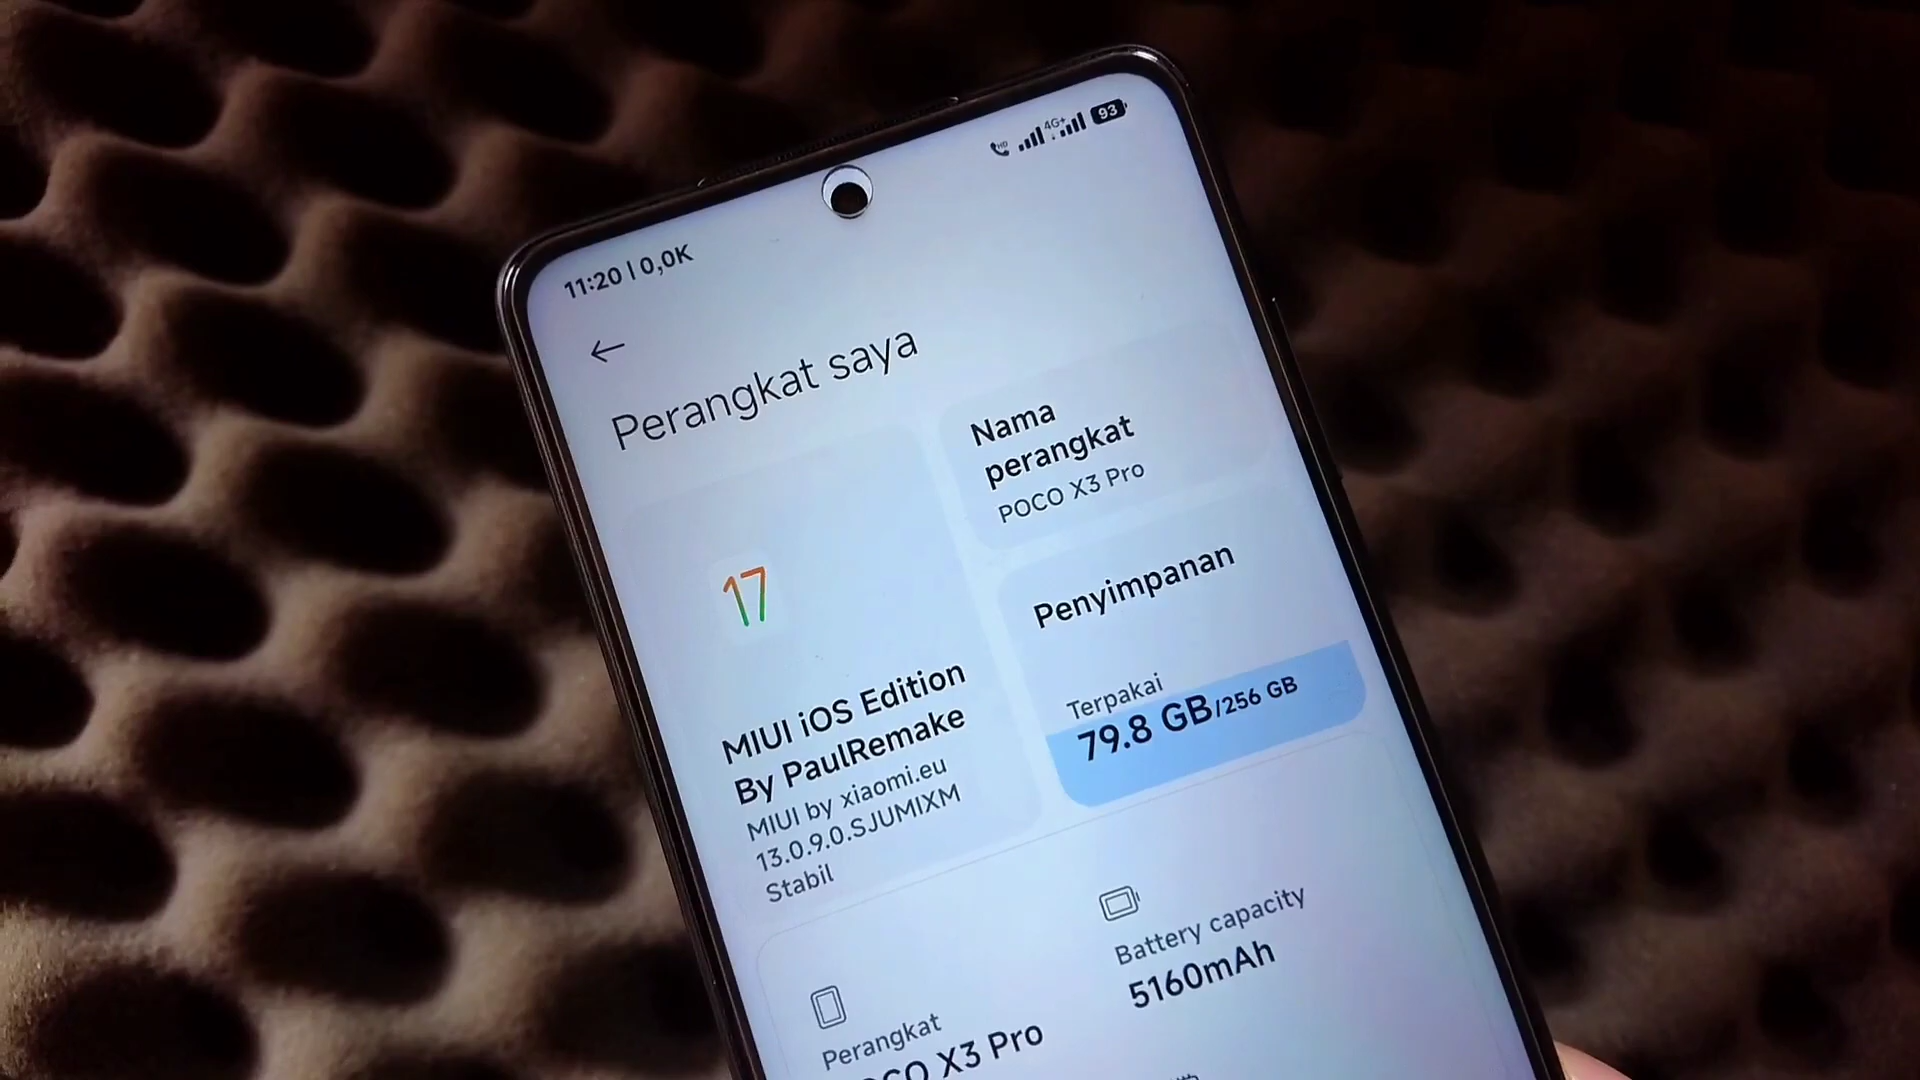 11:20 | 0,0K
HD 4G+ 93
Perangkat saya
Nama
perangkat
POCO X3 Pro
17
MIUI iOS Edition
By PaulRemake
MIUI by xiaomi.eu
13.0.9.0.SJUMIXM
Stabil
Penyimpanan
Terpakai
79.8 GB/256 GB
Battery capacity
5160mAh
Perangkat
OCO X3 Pro